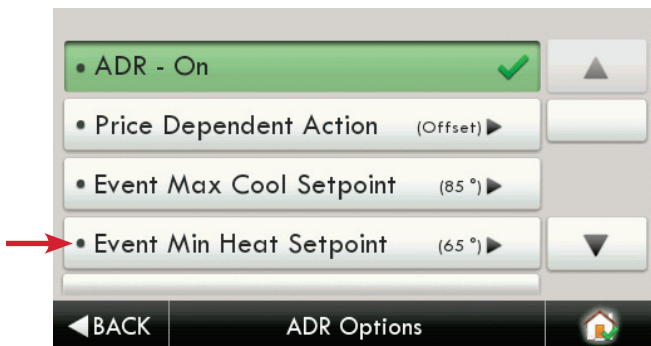 • ADR - On
• Price Dependent Action (Offset)
• Event Max Cool Setpoint (85 °)
• Event Min Heat Setpoint (65 °)
BACK ADR Options